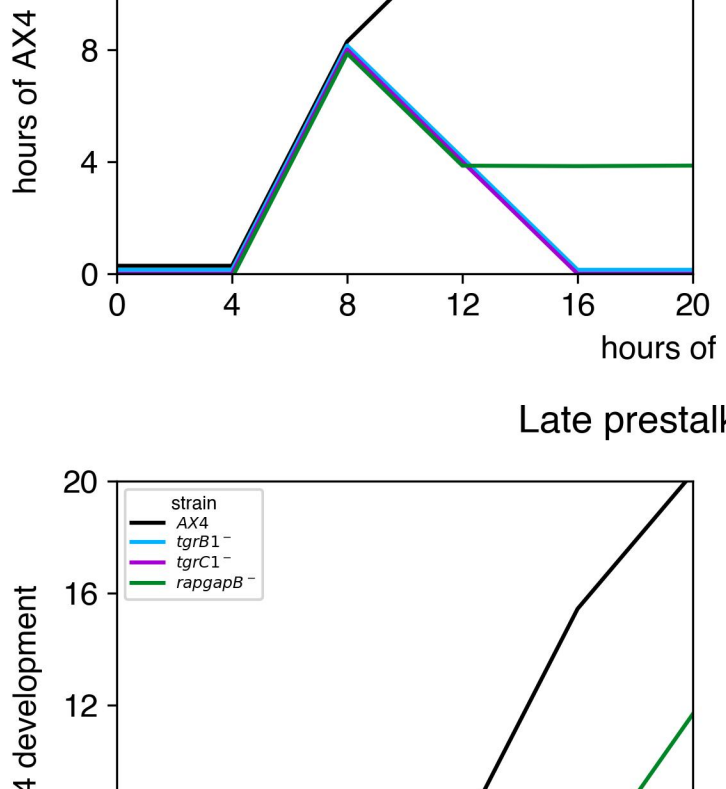 hours of AX4
8
4
0
0 4 8 12 16 20
hours of
Late prestalk
20
strain
AX4
tgrB1⁻
tgrC1⁻
rapgapB⁻
16
12
4 development